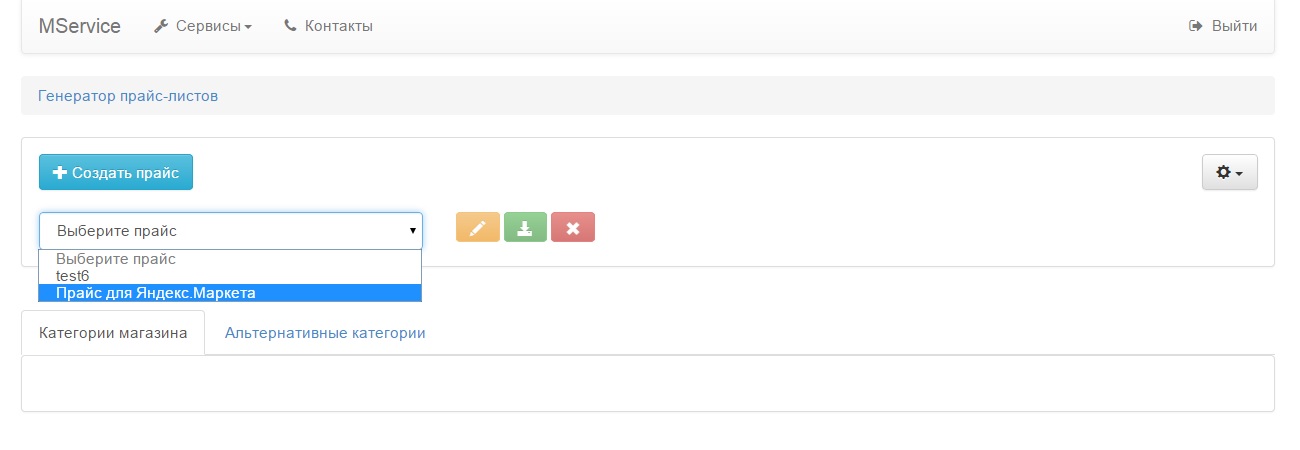 MService Сервисы Контакты Выйти
Генератор прайс-листов
Создать прайс
Выберите прайс
Выберите прайс
test6
Прайс для Яндекс.Маркета
Категории магазина Альтернативные категории